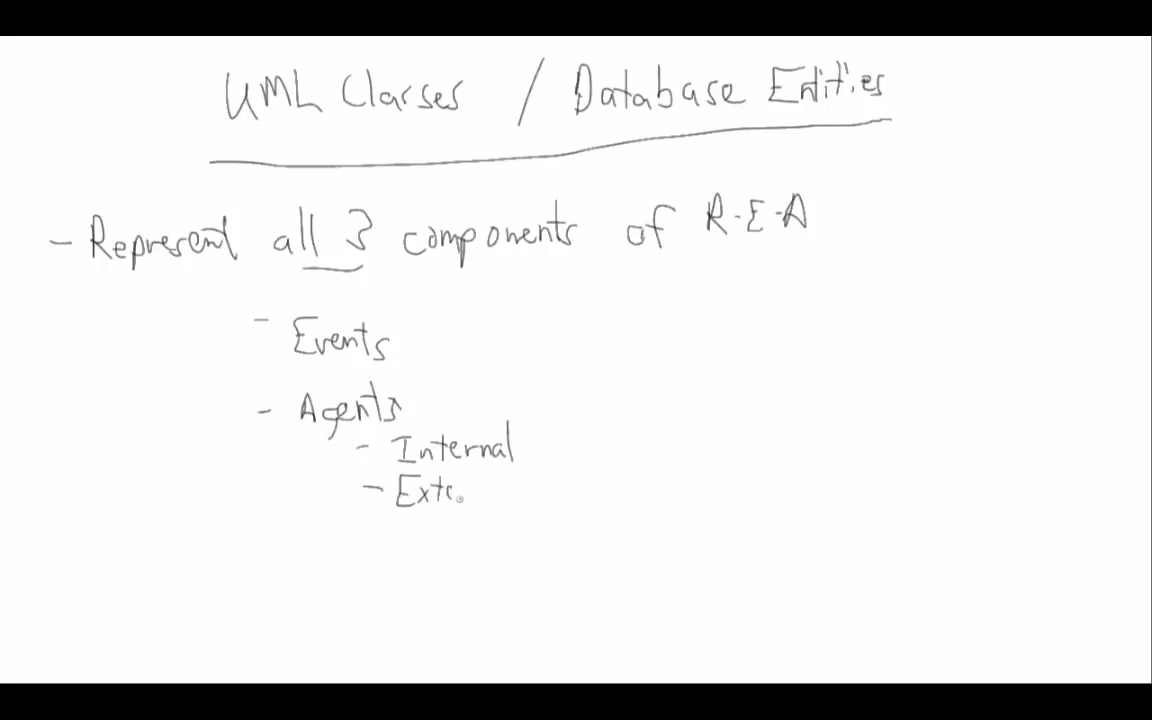 UML Classes / Database Entities
- Represent all 3 components of R-E-A
- Events
- Agents
- Internal
- Exte